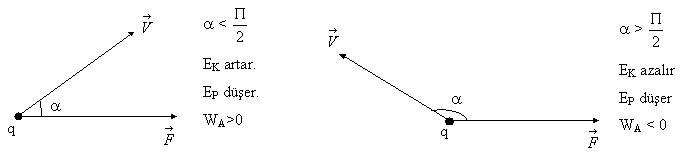 V⃗
α < Π/2
E_K artar.
E_P düşer.
W_A>0
α
q
F⃗
V⃗
α > Π/2
E_K azalır
E_P düşer
W_A < 0
α
q
F⃗